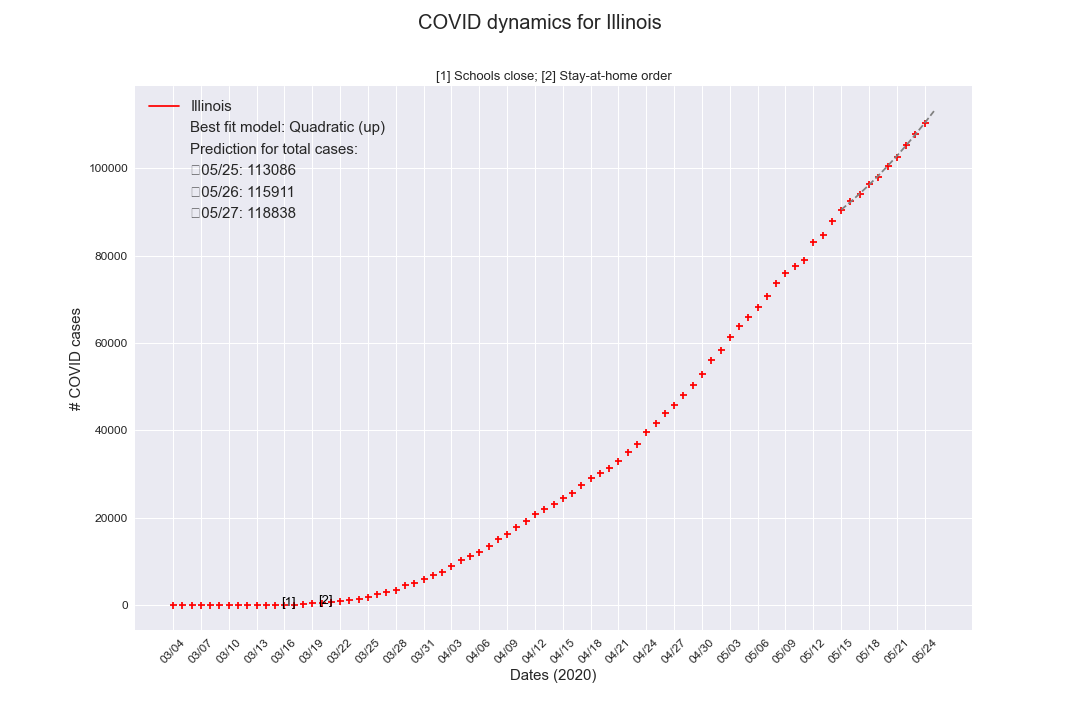 COVID dynamics for Illinois
[1] Schools close; [2] Stay-at-home order
Illinois
Best fit model: Quadratic (up)
Prediction for total cases:
05/25: 113086
05/26: 115911
05/27: 118838
# COVID cases
100000
80000
60000
40000
20000
0
[1]
[2]
03/04 03/07 03/10 03/13 03/16 03/19 03/22 03/25 03/28 03/31 04/03 04/06 04/09 04/12 04/15 04/18 04/21 04/24 04/27 04/30 05/03 05/06 05/09 05/12 05/15 05/18 05/21 05/24
Dates (2020)